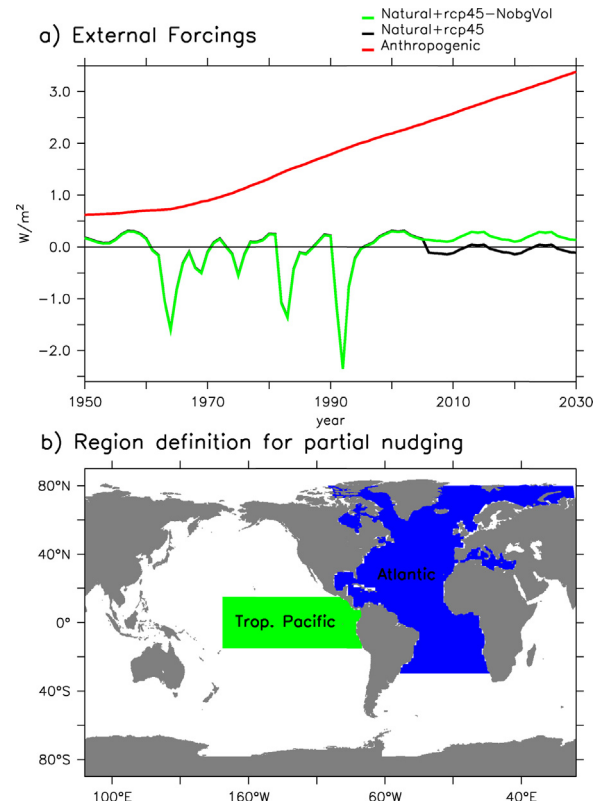 Natural+rcp45−NobgVol
Natural+rcp45
Anthropogenic
a) External Forcings
3.0
2.0
1.0
0.0
-1.0
-2.0
W/m²
1950
1970
1990
2010
2030
year
b) Region definition for partial nudging
80°N
40°N
0°
40°S
80°S
Atlantic
Trop. Pacific
100°E
160°W
60°W
40°E